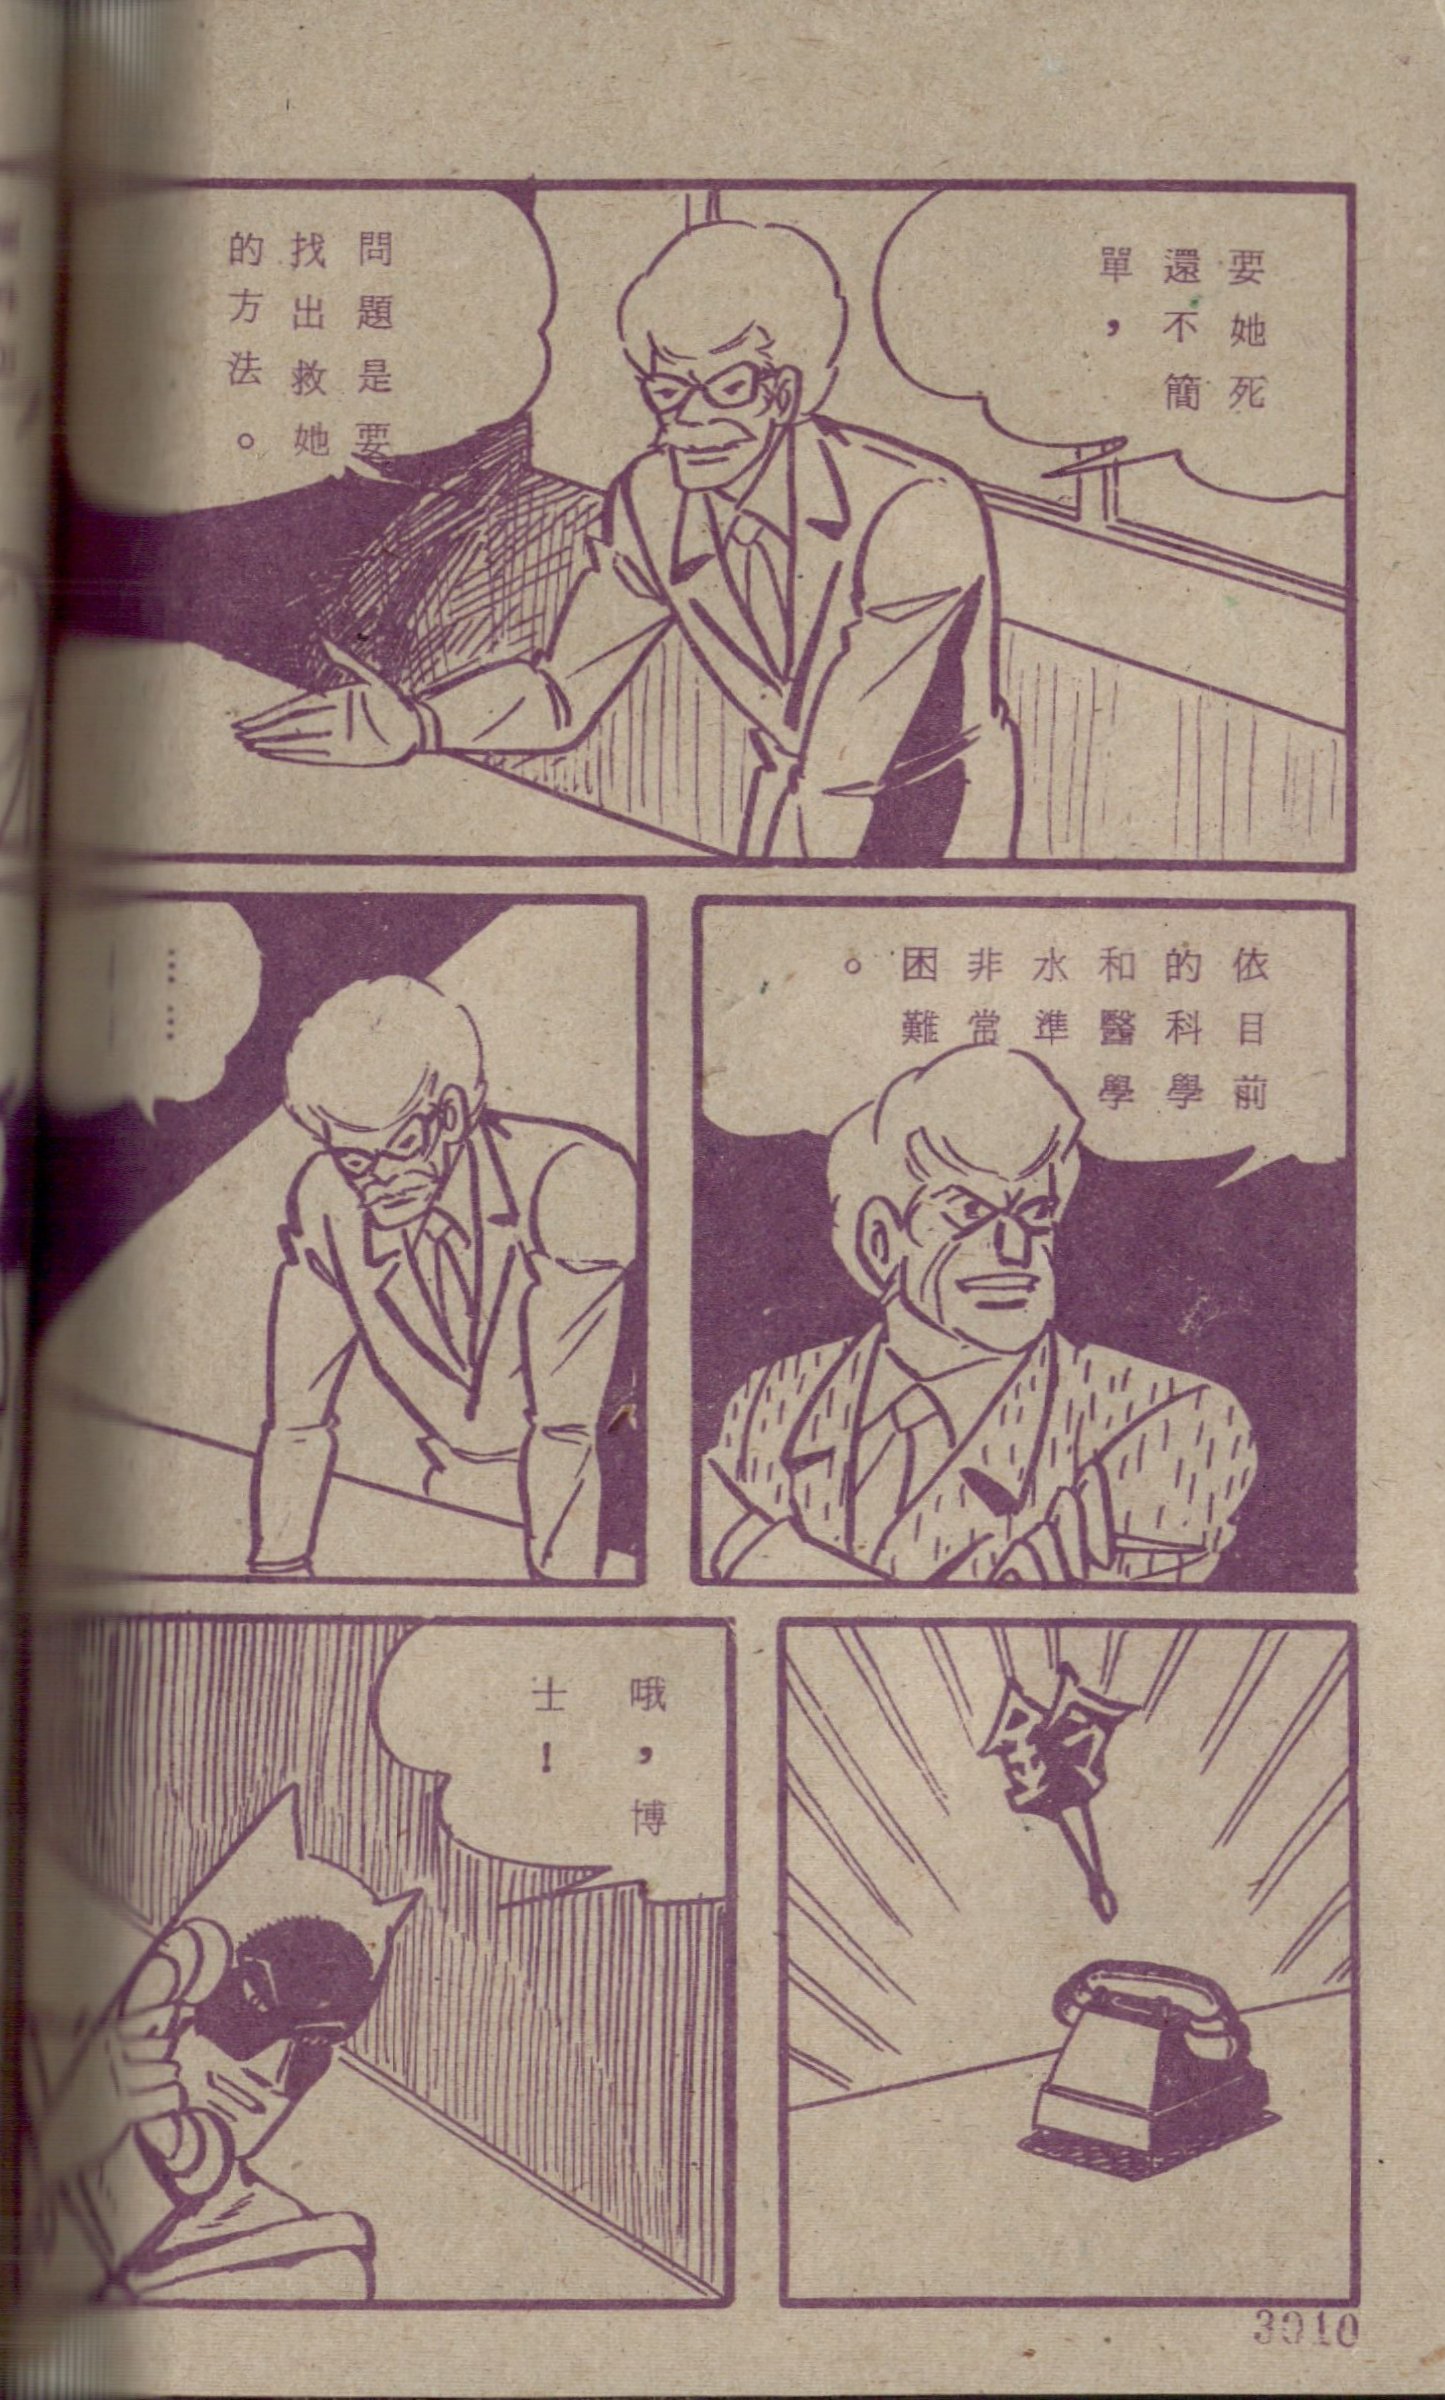 要她死
還不簡
單，
問題是要
找出救她
的方法。
依目前
的科學
和醫學
水準
非常
困難
。
……
哦，博
士！
3010